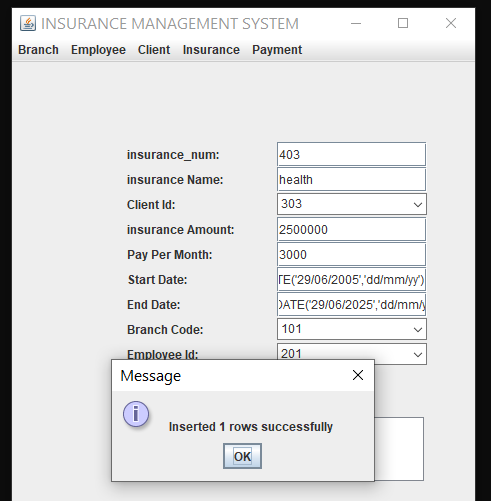 INSURANCE MANAGEMENT SYSTEM
Branch Employee Client Insurance Payment
insurance_num: 403
insurance Name: health
Client Id: 303
insurance Amount: 2500000
Pay Per Month: 3000
Start Date: TE('29/06/2005','dd/mm/yy')
End Date: DATE('29/06/2025','dd/mm/y
Branch Code: 101
Employee Id: 201
Message
Inserted 1 rows successfully
OK